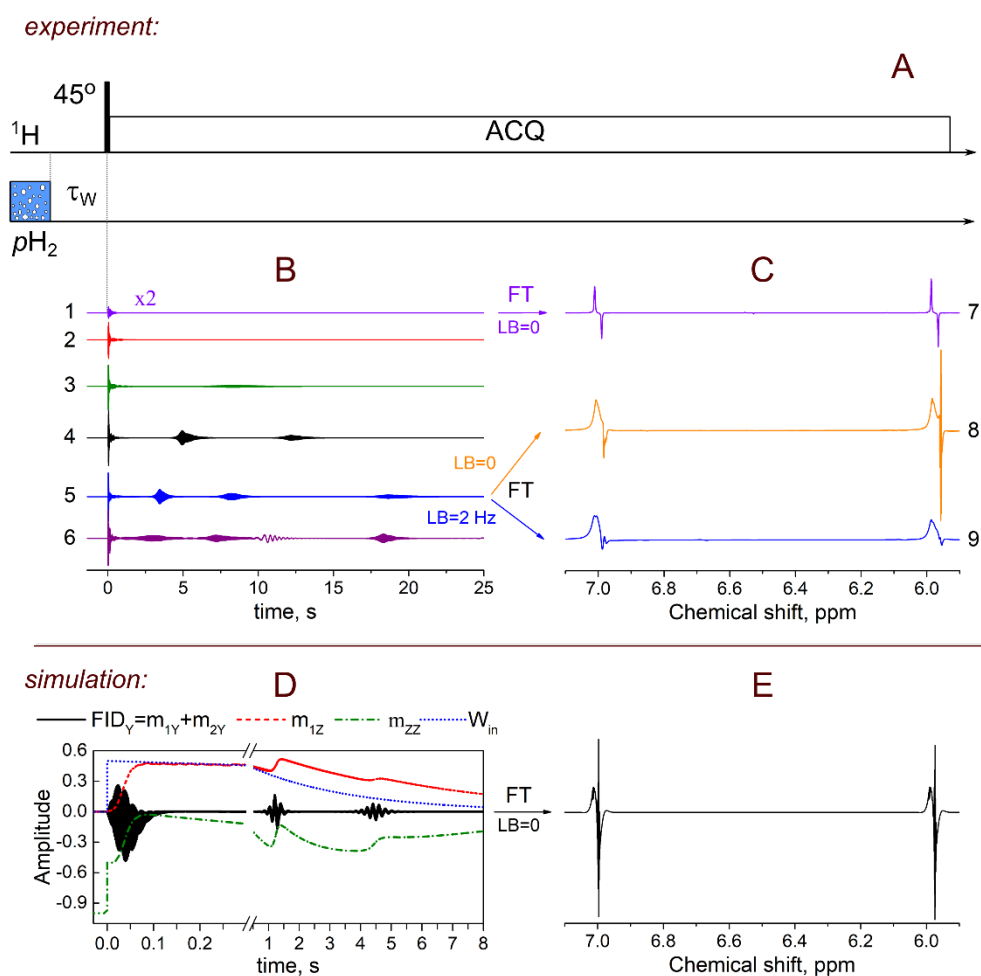 experiment:
A
45°
¹H
ACQ
τW
pH₂
B
C
1
x2
FT
LB=0
7
2
3
4
LB=0
8
5
FT
LB=2 Hz
6
9
0 5 10 15 20 25
time, s
7.0 6.8 6.6 6.4 6.2 6.0
Chemical shift, ppm
simulation:
D
E
FIDY=m1Y+m2Y m1Z mZZ Win
0.6
0.3
0.0
-0.3
-0.6
-0.9
Amplitude
FT
LB=0
0.0 0.1 0.2 1 2 3 4 5 6 7 8
time, s
7.0 6.8 6.6 6.4 6.2 6.0
Chemical shift, ppm